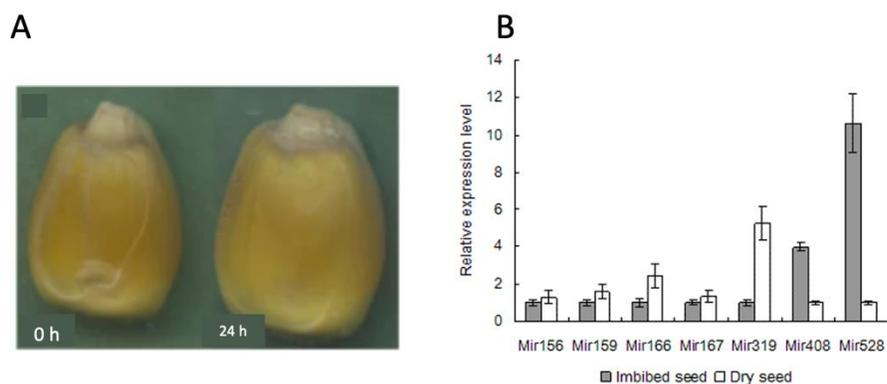 A
B
0 h
24 h
Relative expression level
14
12
10
8
6
4
2
0
Mir156 Mir159 Mir166 Mir167 Mir319 Mir408 Mir528
Imbibed seed Dry seed